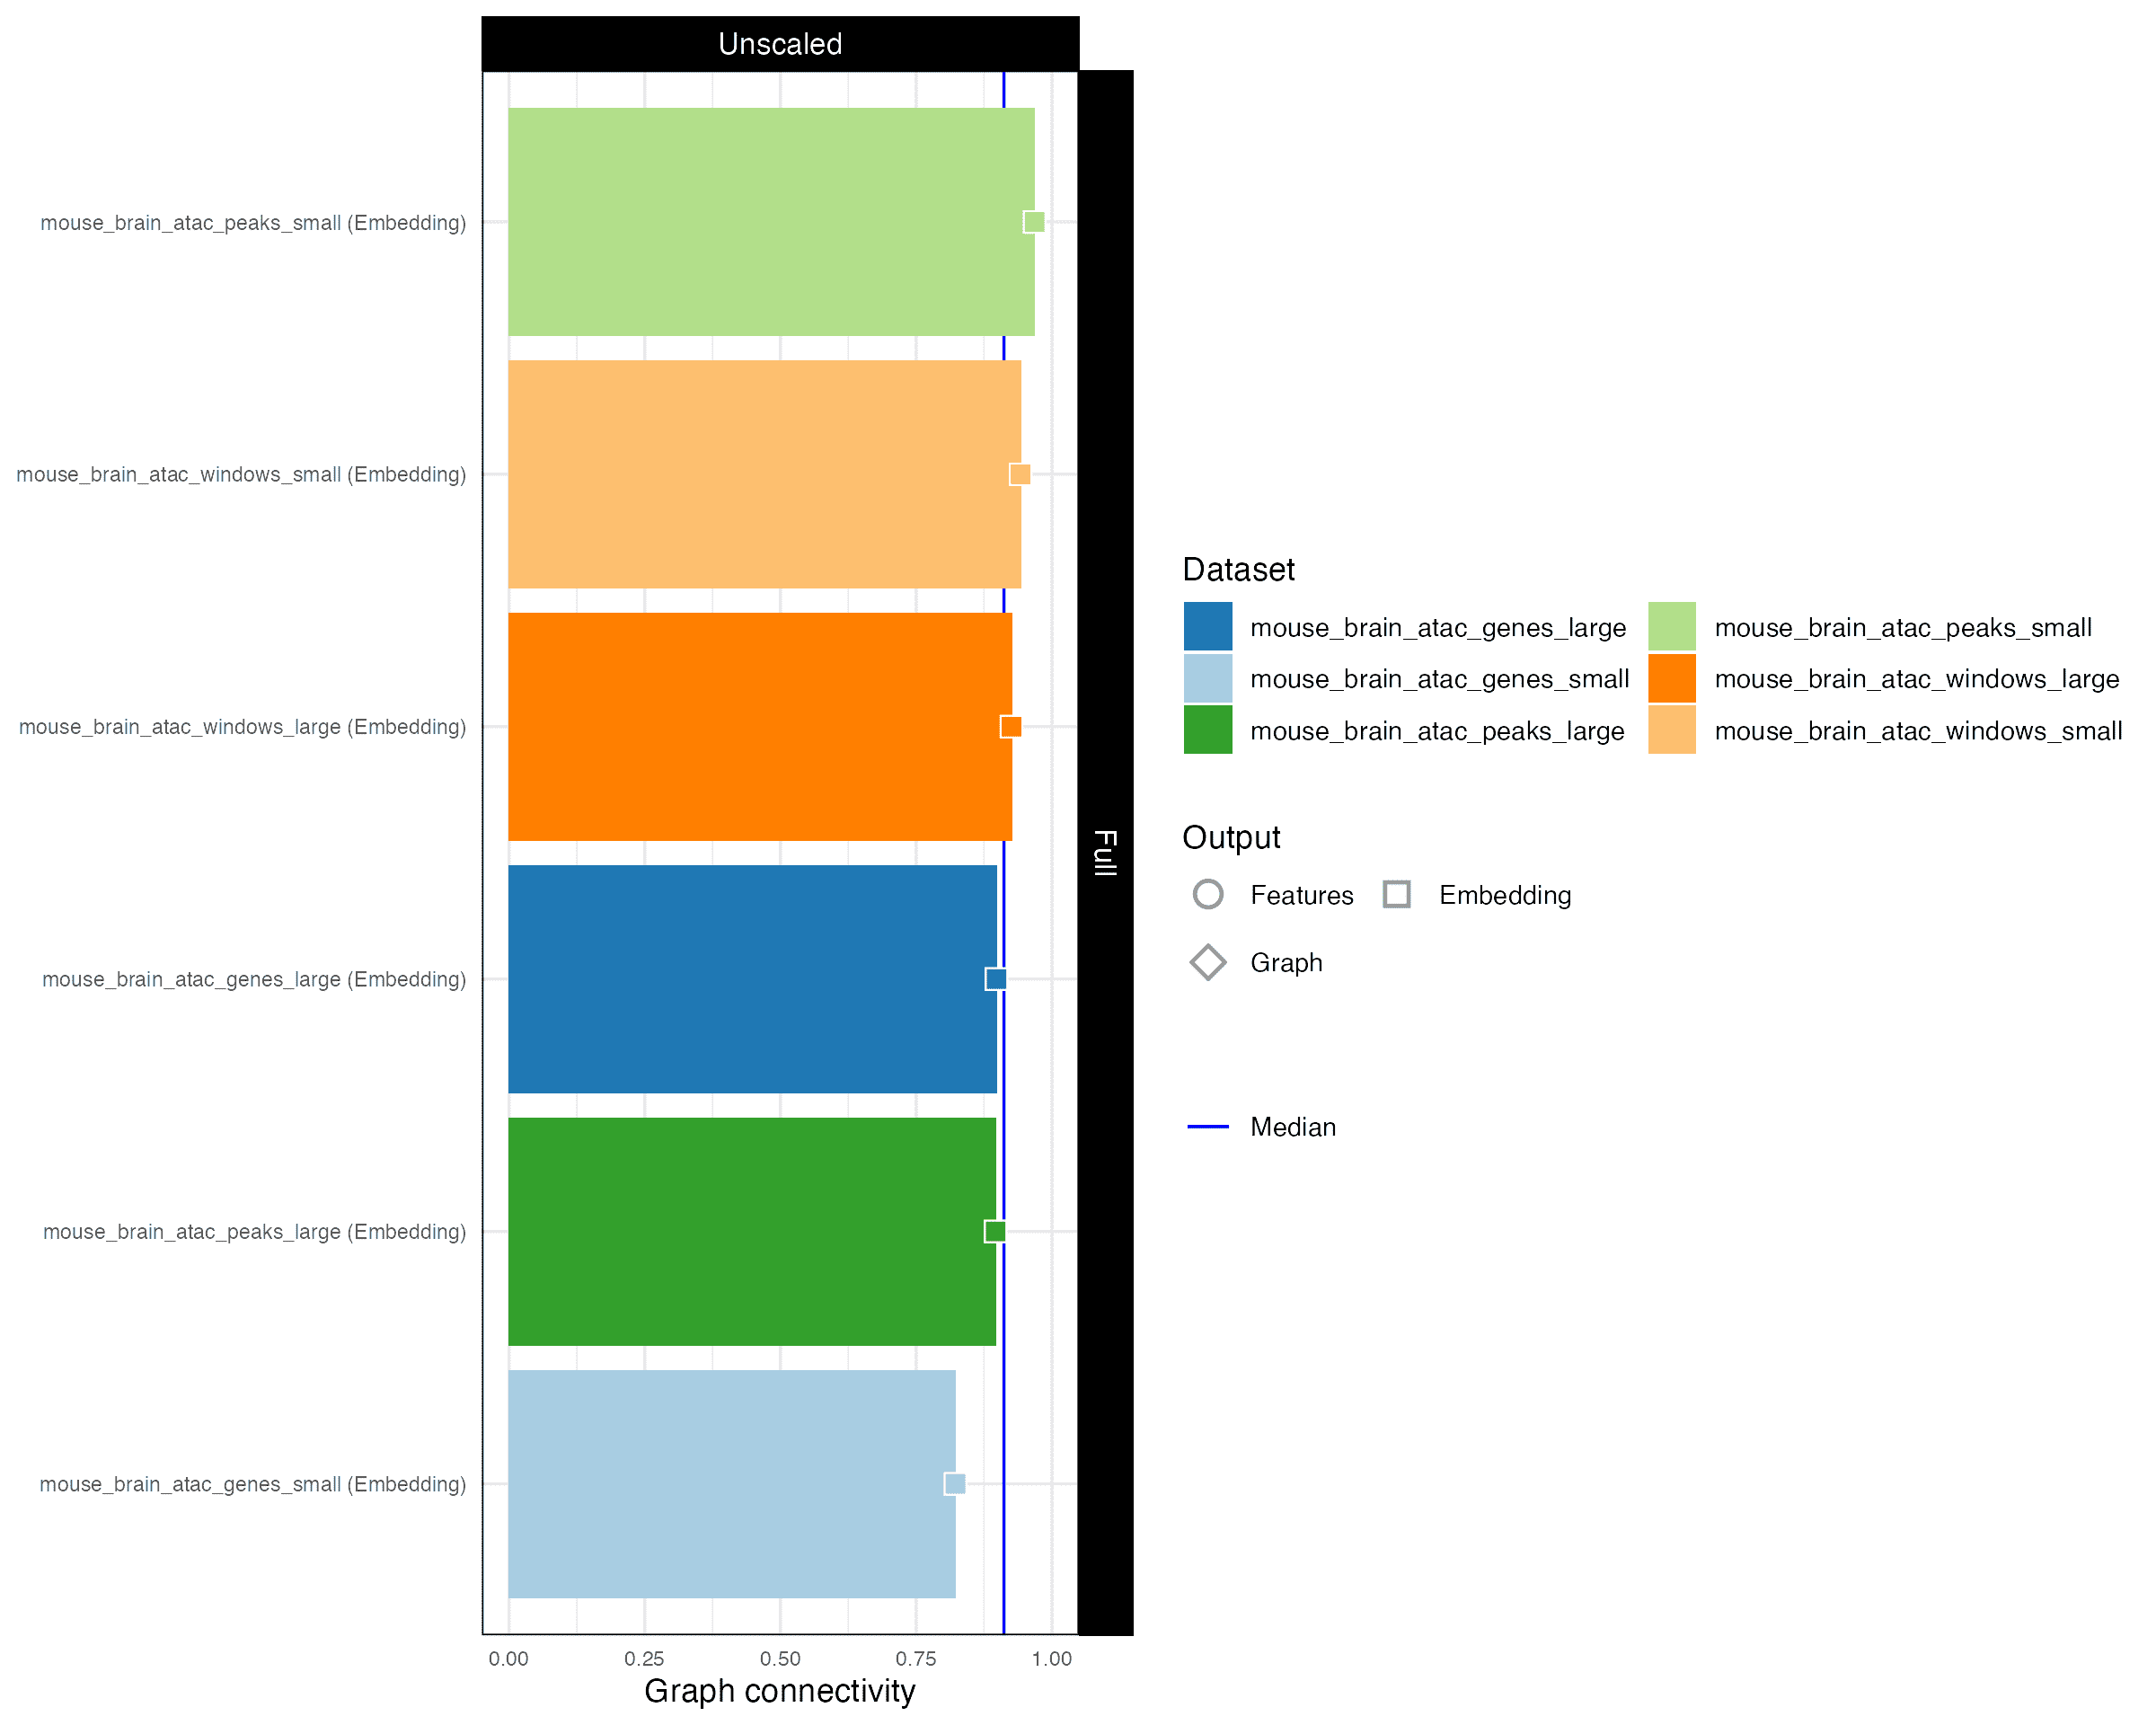 Unscaled
mouse_brain_atac_peaks_small (Embedding)
mouse_brain_atac_windows_small (Embedding)
mouse_brain_atac_windows_large (Embedding)
mouse_brain_atac_genes_large (Embedding)
mouse_brain_atac_peaks_large (Embedding)
mouse_brain_atac_genes_small (Embedding)
0.00 0.25 0.50 0.75 1.00
Graph connectivity
Full
Dataset
mouse_brain_atac_genes_large mouse_brain_atac_peaks_small
mouse_brain_atac_genes_small mouse_brain_atac_windows_large
mouse_brain_atac_peaks_large mouse_brain_atac_windows_small
Output
Features Embedding
Graph
Median